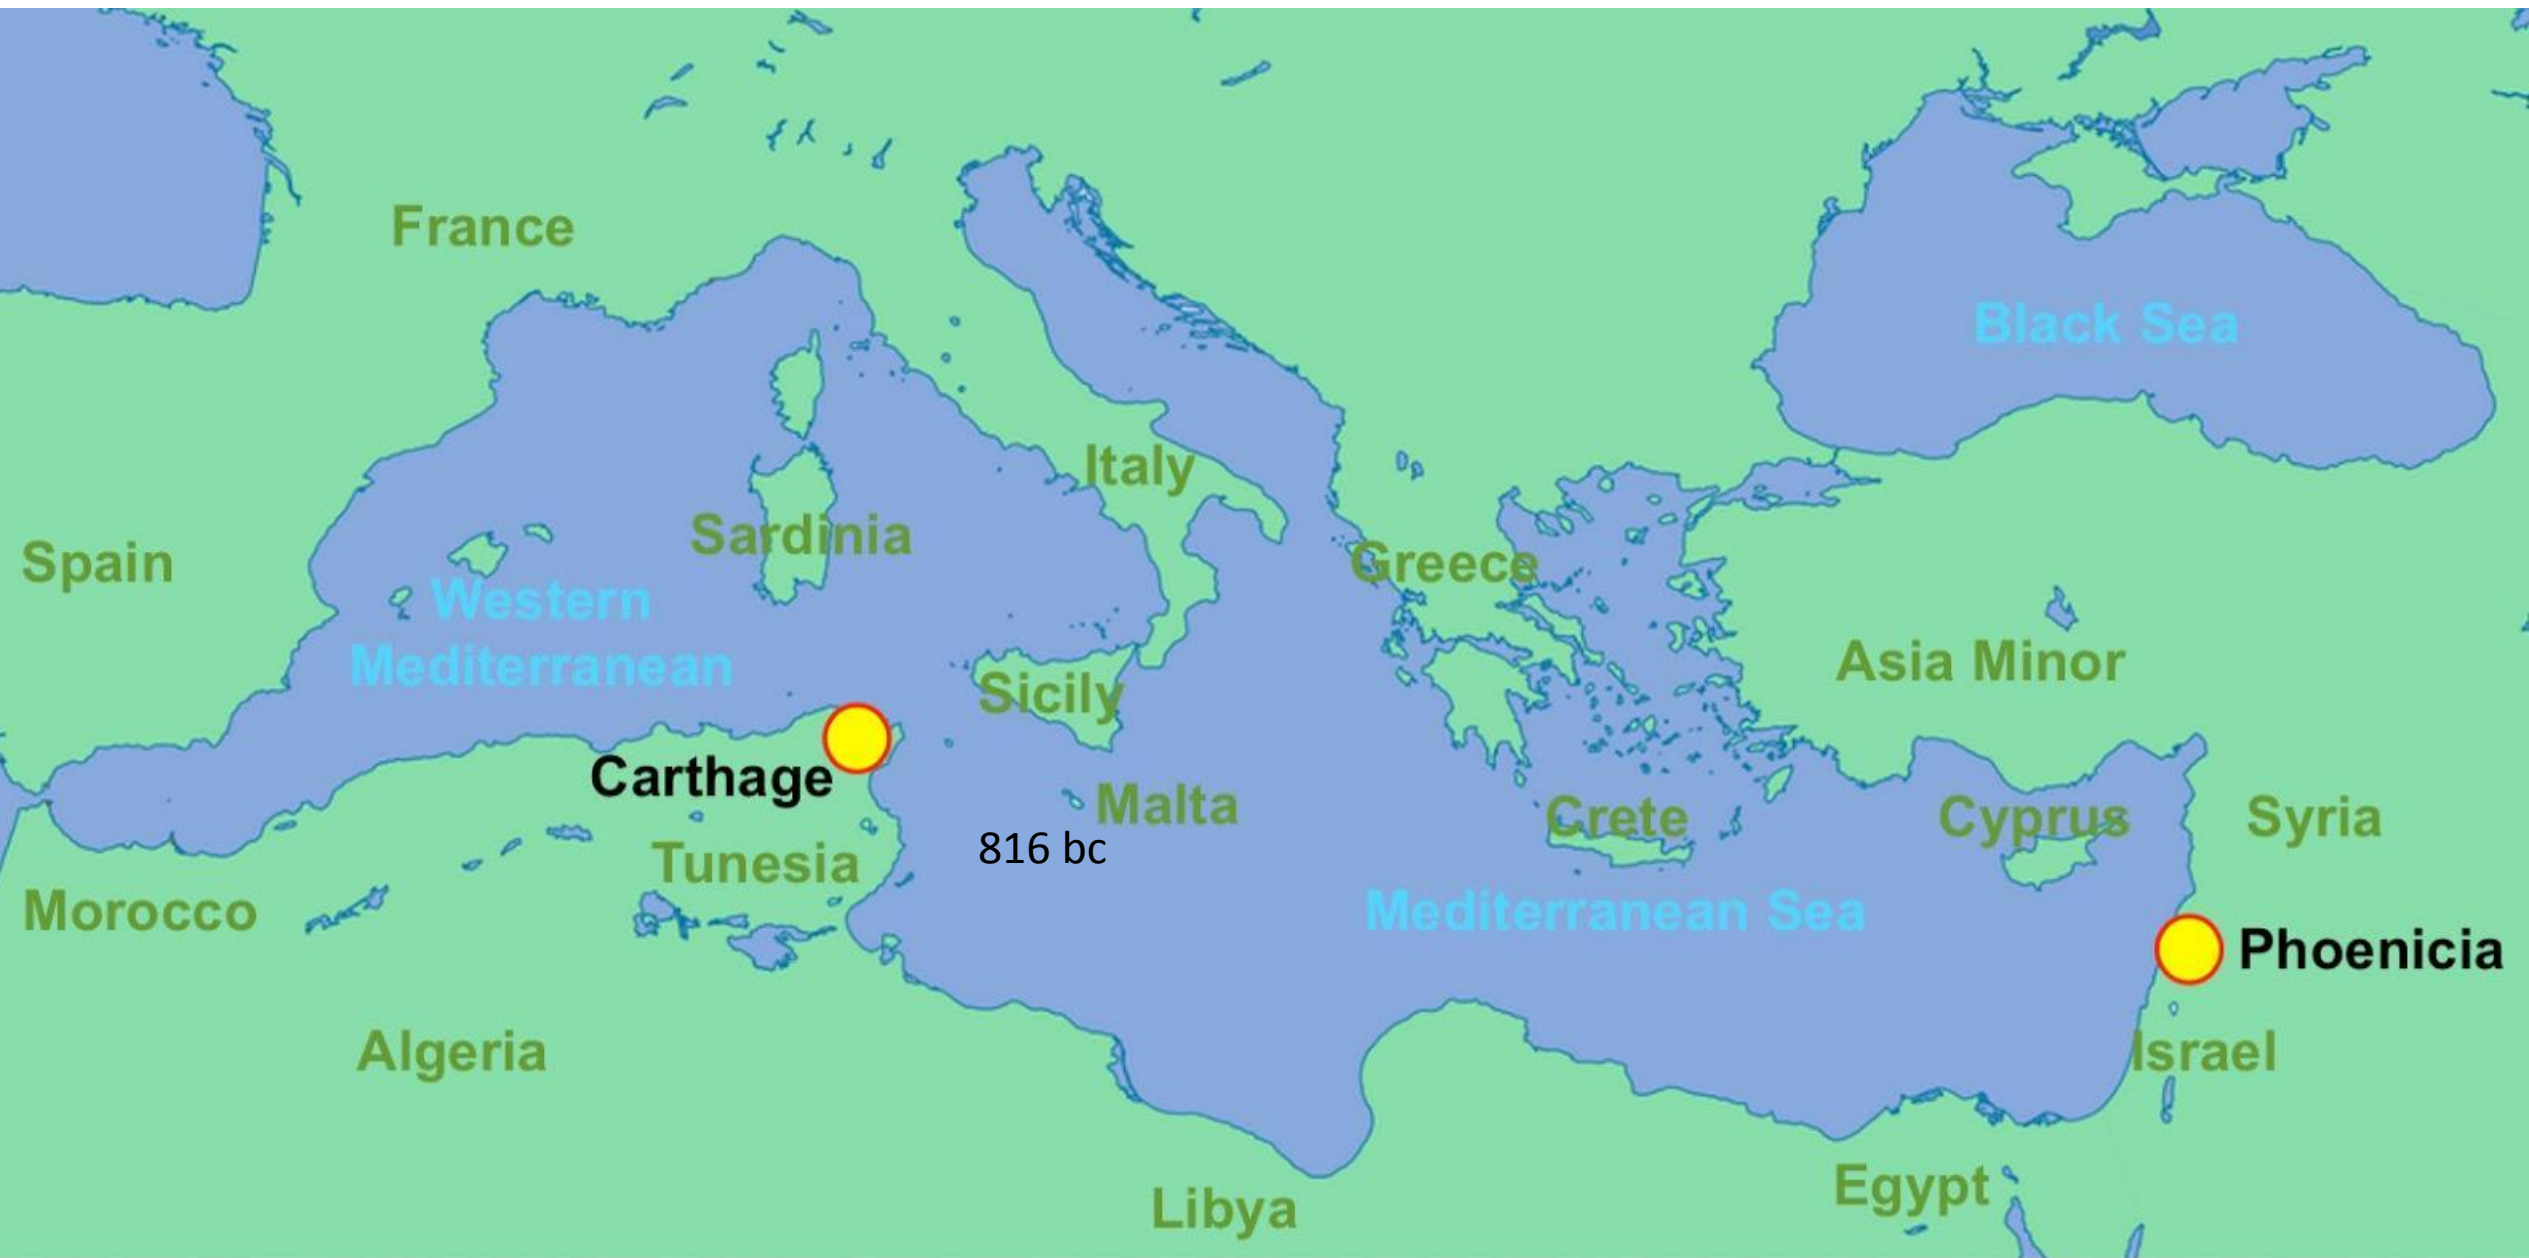 France
Black Sea
Italy
Sardinia
Spain
Greece
Western
Mediterranean
Asia Minor
Sicily
Carthage
Malta
Crete
Cyprus
Syria
816 bc
Tunesia
Morocco
Mediterranean Sea
Phoenicia
Algeria
Israel
Egypt
Libya